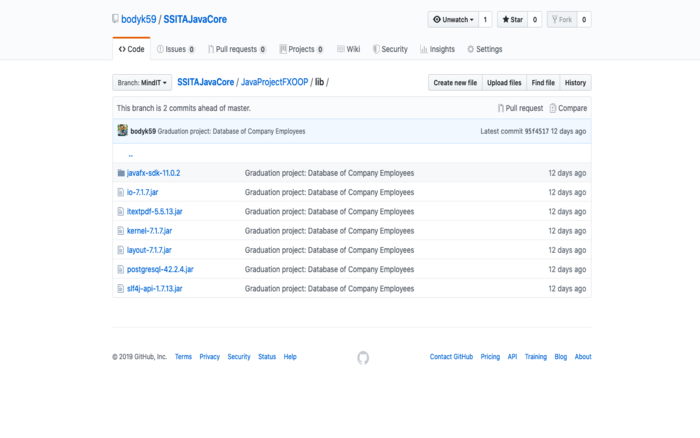 bodyk59 / SSITAJavaCore
Unwatch 1 Star 0 Fork 0
Code Issues 0 Pull requests 0 Projects 0 Wiki Security Insights Settings
Branch: MindIT SSITAJavaCore / JavaProjectFXOOP / lib / Create new file Upload files Find file History
This branch is 2 commits ahead of master. Pull request Compare
bodyk59 Graduation project: Database of Company Employees Latest commit 95f4517 12 days ago
..
javafx-sdk-11.0.2 Graduation project: Database of Company Employees 12 days ago
io-7.1.7.jar Graduation project: Database of Company Employees 12 days ago
itextpdf-5.5.13.jar Graduation project: Database of Company Employees 12 days ago
kernel-7.1.7.jar Graduation project: Database of Company Employees 12 days ago
layout-7.1.7.jar Graduation project: Database of Company Employees 12 days ago
postgresql-42.2.4.jar Graduation project: Database of Company Employees 12 days ago
slf4j-api-1.7.13.jar Graduation project: Database of Company Employees 12 days ago
© 2019 GitHub, Inc. Terms Privacy Security Status Help Contact GitHub Pricing API Training Blog About